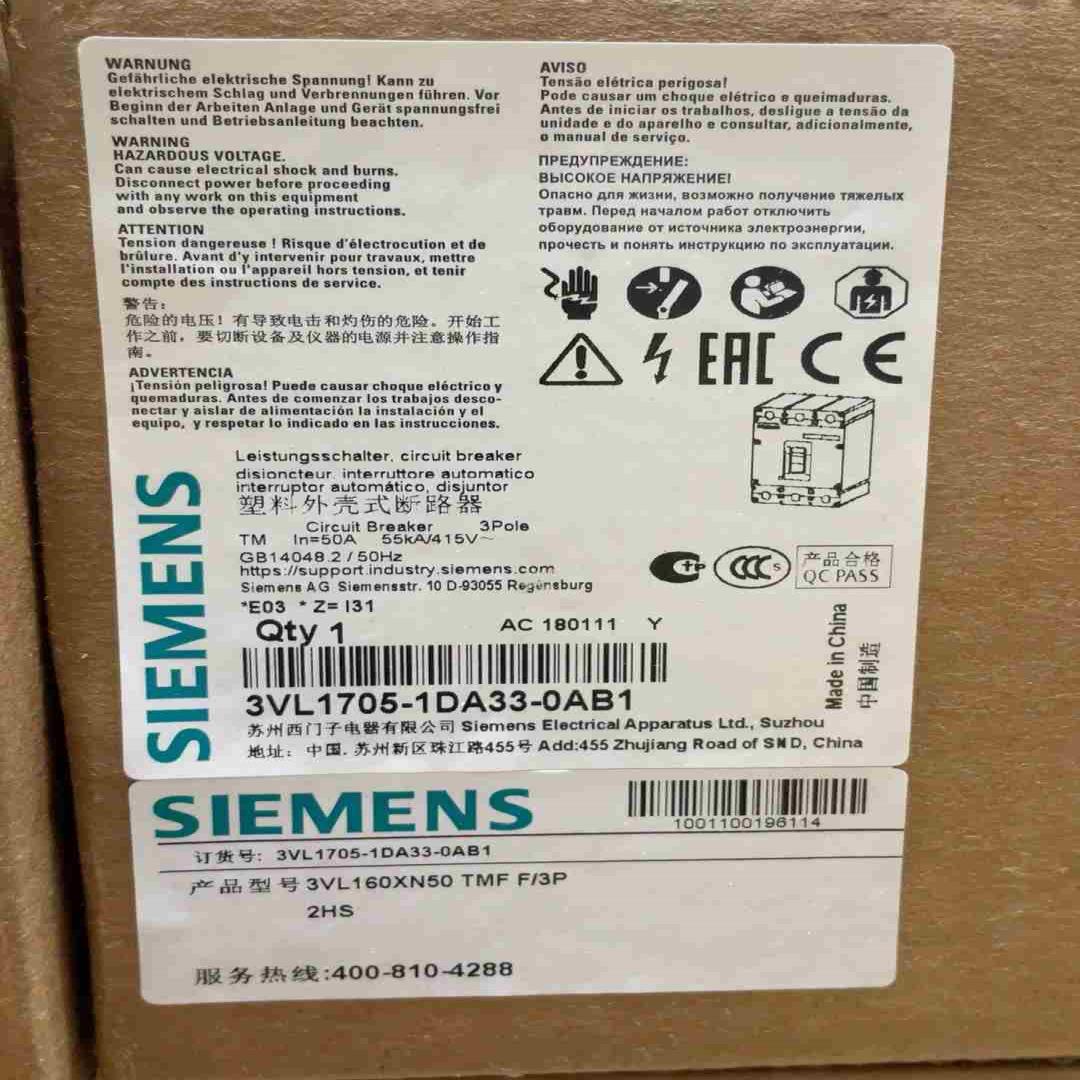 WARNUNG
Gefährliche elektrische Spannung! Kann zu
elektrischem Schlag und Verbrennungen führen. Vor
Beginn der Arbeiten Anlage und Gerät spannungsfrei
schalten und Betriebsanleitung beachten.
WARNING
HAZARDOUS VOLTAGE.
Can cause electrical shock and burns.
Disconnect power before proceeding
with any work on this equipment
and observe the operating instructions.
ATTENTION
Tension dangereuse ! Risque d'électrocution et de
brûlure. Avant d'y intervenir pour travaux, mettre
l'installation ou l'appareil hors tension, et tenir
compte des instructions de service.
警告:
危险的电压! 有导致电击和灼伤的危险。开始工
作之前, 要切断设备及仪器的电源并注意操作指
南。
ADVERTENCIA
¡Tensión peligrosa! Puede causar choque eléctrico y
quemaduras. Antes de comenzar los trabajos desco-
nectar y aislar de alimentación la instalación y el
equipo, y respetar lo indicado en las instrucciones.
AVISO
Tensão elétrica perigosa!
Pode causar um choque elétrico e queimaduras.
Antes de iniciar os trabalhos, desligue a tensão da
unidade e do aparelho e consultar, adicionalmente,
o manual de serviço.
ПРЕДУПРЕЖДЕНИЕ:
ВЫСОКОЕ НАПРЯЖЕНИЕ!
Опасно для жизни, возможно получение тяжелых
травм. Перед началом работ отключить
оборудование от источника электроэнергии,
прочесть и понять инструкцию по эксплуатации.
EAC CE
SIEMENS
Leistungsschalter, circuit breaker
disioncteur, interruttore automatico
interruptor automático, disjuntor
塑料外壳式断路器
Circuit Breaker 3Pole
TM In=50A 55kA/415V~
GB14048.2 / 50Hz
https://support.industry.siemens.com
Siemens AG Siemensstr. 10 D-93055 Regensburg
*E03 * Z= I31
Qty 1 AC 180111 Y
CCC S
产品合格
QC PASS
3VL1705-1DA33-0AB1
Made in China
中国制造
苏州西门子电器有限公司 Siemens Electrical Apparatus Ltd., Suzhou
地址: 中国. 苏州新区珠江路455号 Add:455 Zhujiang Road of SND, China
SIEMENS
1001100196114
订货号: 3VL1705-1DA33-0AB1
产品型号 3VL160XN50 TMF F/3P
2HS
服务热线:400-810-4288